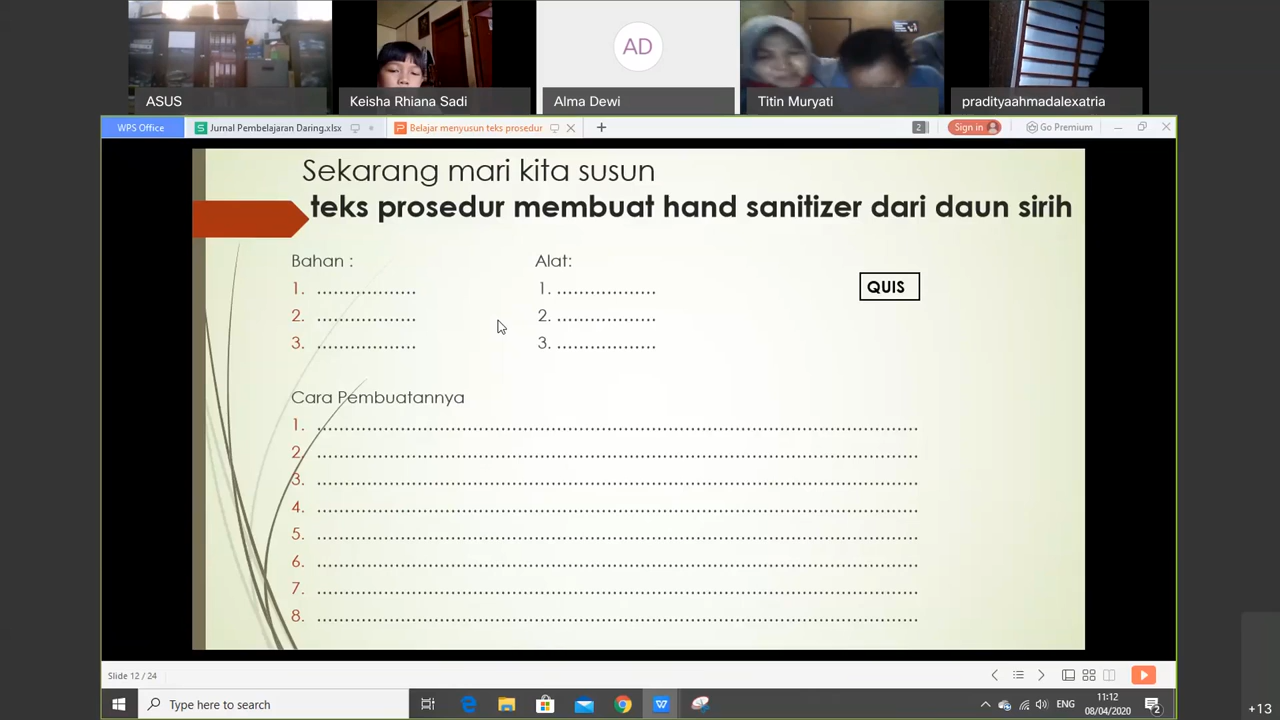 AD
ASUS
Keisha Rhiana Sadi
Alma Dewi
Titin Muryati
pradityaahmadalexatria
WPS Office
Jurnal Pembelajaran Daring.xlsx
Belajar menyusun teks prosedur
2
Sign in
Go Premium
Sekarang mari kita susun
teks prosedur membuat hand sanitizer dari daun sirih
Bahan :
Alat:
QUIS
1. ..................
1. ..................
2. ..................
2. ..................
3. ..................
3. ..................
Cara Pembuatannya
1. ............................................................................................................
2. ............................................................................................................
3. ............................................................................................................
4. ............................................................................................................
5. ............................................................................................................
6. ............................................................................................................
7. ............................................................................................................
8. ............................................................................................................
Slide 12 / 24
Type here to search
ENG
11:12
08/04/2020
2
+13